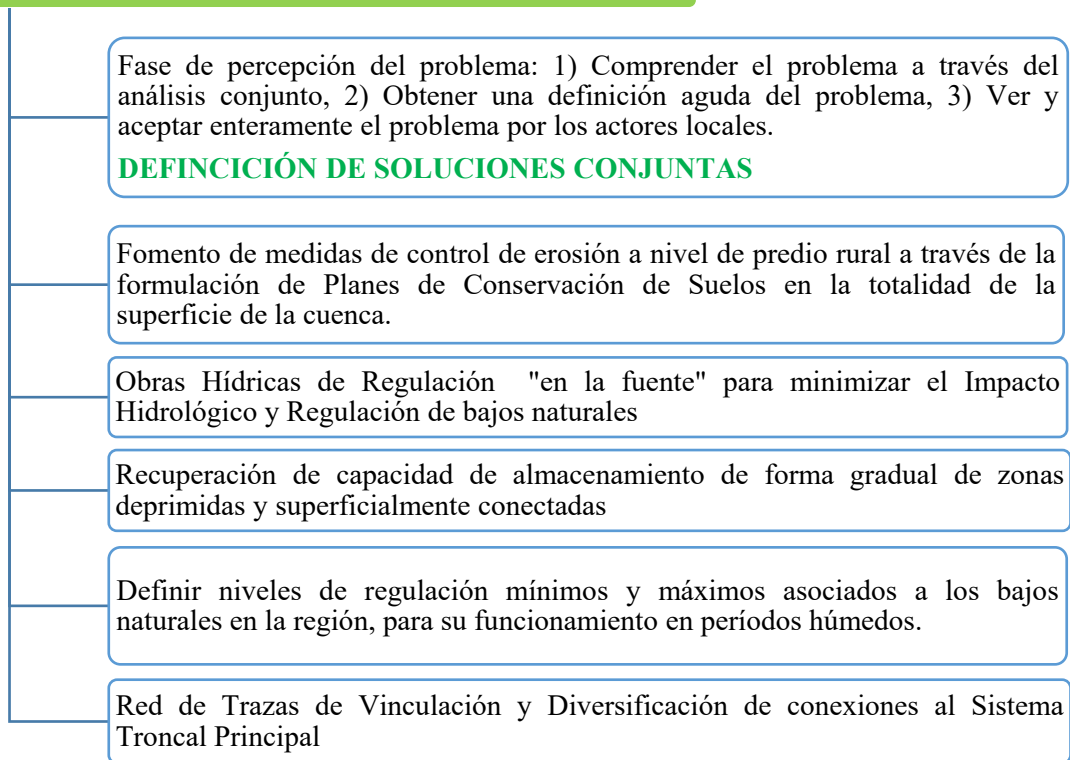 Fase de percepción del problema: 1) Comprender el problema a través del
análisis conjunto, 2) Obtener una definición aguda del problema, 3) Ver y
aceptar enteramente el problema por los actores locales.
DEFINCICIÓN DE SOLUCIONES CONJUNTAS
Fomento de medidas de control de erosión a nivel de predio rural a través de la
formulación de Planes de Conservación de Suelos en la totalidad de la
superficie de la cuenca.
Obras Hídricas de Regulación "en la fuente" para minimizar el Impacto
Hidrológico y Regulación de bajos naturales
Recuperación de capacidad de almacenamiento de forma gradual de zonas
deprimidas y superficialmente conectadas
Definir niveles de regulación mínimos y máximos asociados a los bajos
naturales en la región, para su funcionamiento en períodos húmedos.
Red de Trazas de Vinculación y Diversificación de conexiones al Sistema
Troncal Principal